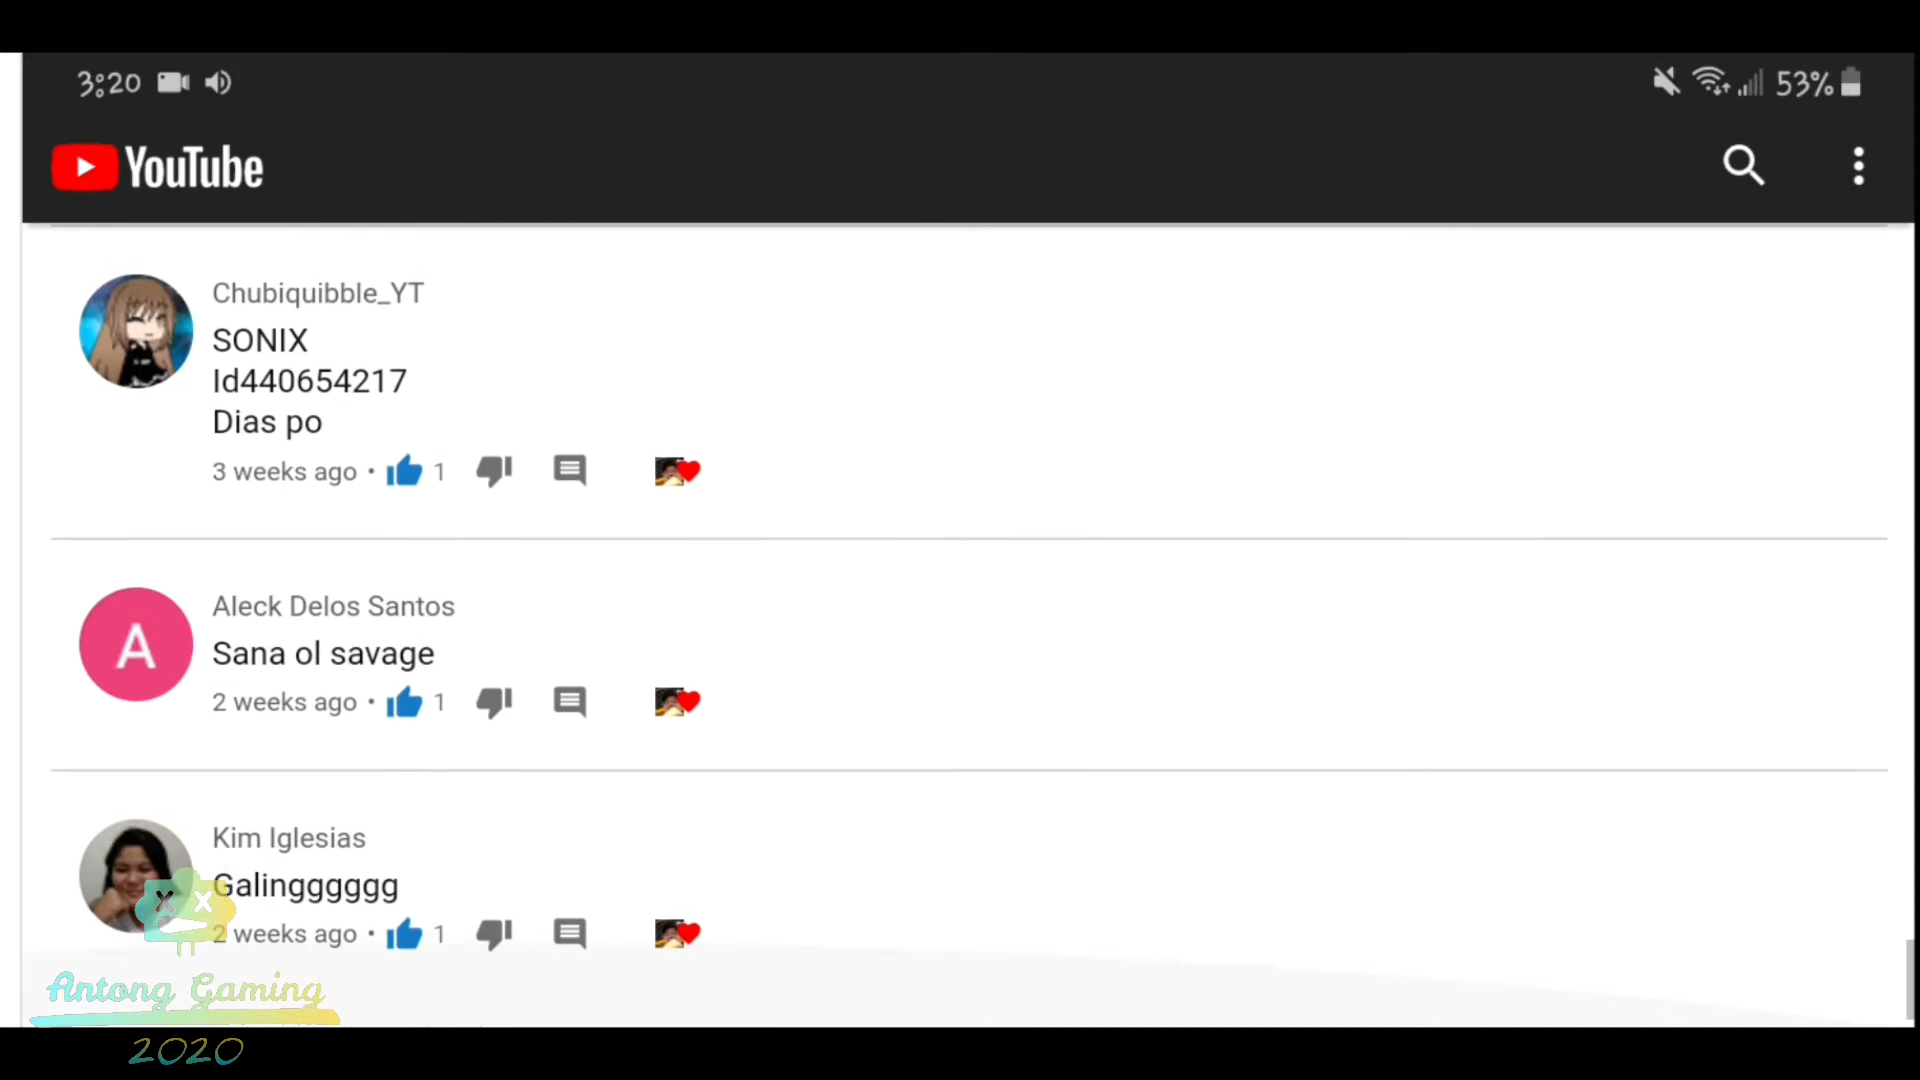 3:20
53%
YouTube
Chubiquibble_YT
SONIX
Id440654217
Dias po
3 weeks ago • 1
A
Aleck Delos Santos
Sana ol savage
2 weeks ago • 1
Kim Iglesias
Galingggggg
2 weeks ago • 1
Antong Gaming
2020